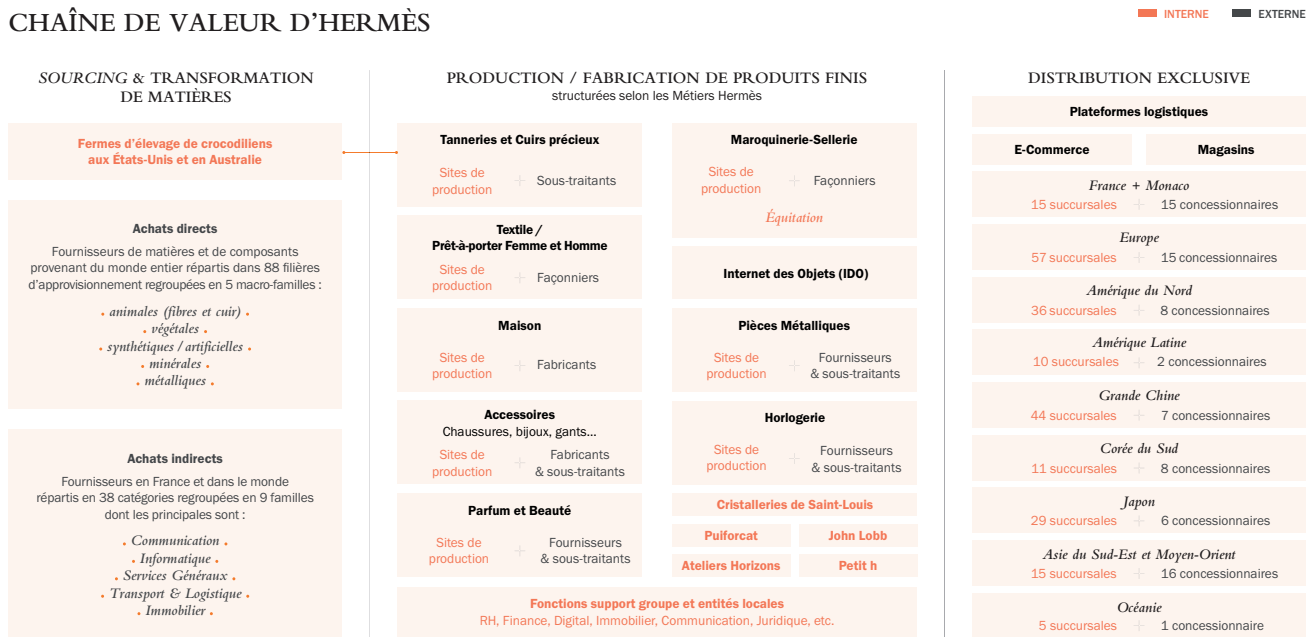 CHAÎNE DE VALEUR D’HERMÈS
INTERNE
EXTERNE
SOURCING & TRANSFORMATION
DE MATIÈRES
Fermes d’élevage de crocodiliens
aux États-Unis et en Australie
Achats directs
Fournisseurs de matières et de composants
provenant du monde entier répartis dans 88 filières
d’approvisionnement regroupées en 5 macro-familles :
• animales (fibres et cuir) •
• végétales •
• synthétiques / artificielles •
• minérales •
• métalliques •
Achats indirects
Fournisseurs en France et dans le monde
répartis en 38 catégories regroupées en 9 familles
dont les principales sont :
• Communication •
• Informatique •
• Services Généraux •
• Transport & Logistique •
• Immobilier •
PRODUCTION / FABRICATION DE PRODUITS FINIS
structurées selon les Métiers Hermès
Tanneries et Cuirs précieux
Sites de
production
+ Sous-traitants
Textile /
Prêt-à-porter Femme et Homme
Sites de
production
+ Façonniers
Maison
Sites de
production
+ Fabricants
Accessoires
Chaussures, bijoux, gants...
Sites de
production
+ Fabricants
& sous-traitants
Parfum et Beauté
Sites de
production
+ Fournisseurs
& sous-traitants
Maroquinerie-Sellerie
Sites de
production
+ Façonniers
Équitation
Internet des Objets (IDO)
Pièces Métalliques
Sites de
production
+ Fournisseurs
& sous-traitants
Horlogerie
Sites de
production
+ Fournisseurs
& sous-traitants
Cristalleries de Saint-Louis
Puiforcat
John Lobb
Ateliers Horizons
Petit h
Fonctions support groupe et entités locales
RH, Finance, Digital, Immobilier, Communication, Juridique, etc.
DISTRIBUTION EXCLUSIVE
Plateformes logistiques
E-Commerce
Magasins
France + Monaco
15 succursales + 15 concessionnaires
Europe
57 succursales + 15 concessionnaires
Amérique du Nord
36 succursales + 8 concessionnaires
Amérique Latine
10 succursales + 2 concessionnaires
Grande Chine
44 succursales + 7 concessionnaires
Corée du Sud
11 succursales + 8 concessionnaires
Japon
29 succursales + 6 concessionnaires
Asie du Sud-Est et Moyen-Orient
15 succursales + 16 concessionnaires
Océanie
5 succursales + 1 concessionnaire